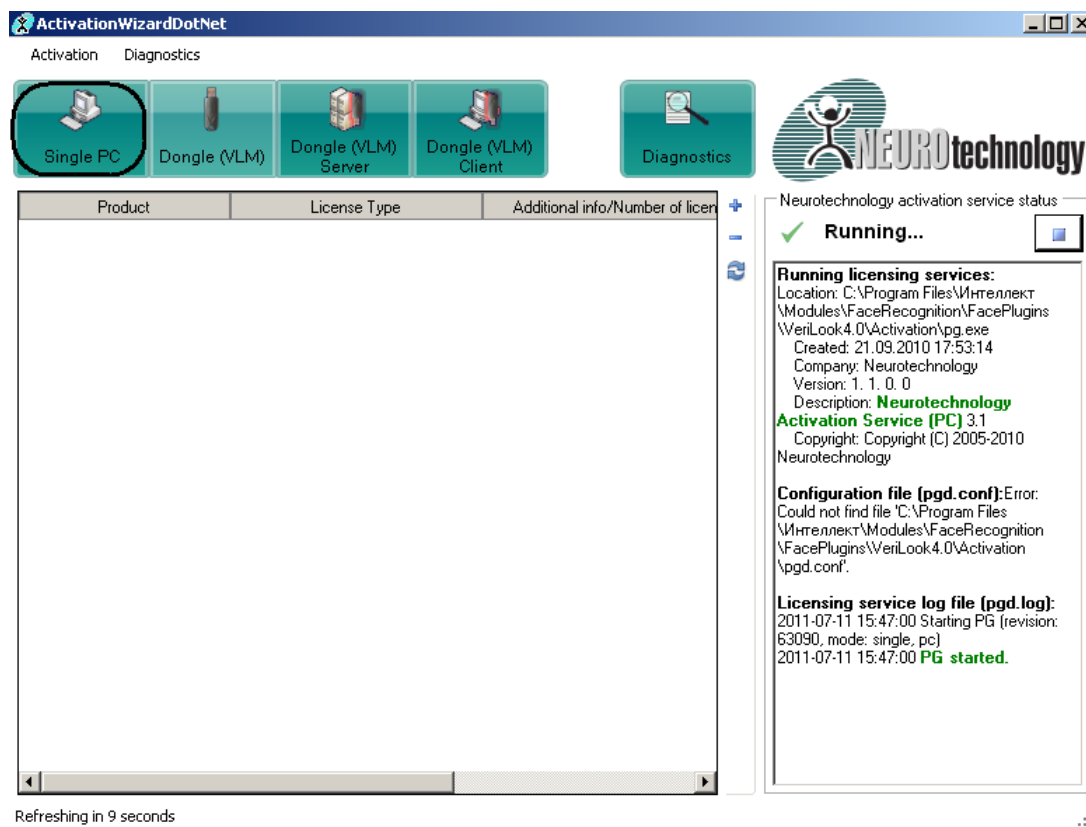 ActivationWizardDotNet
Activation Diagnostics
Single PC
Dongle (VLM)
Dongle (VLM)
Server
Dongle (VLM)
Client
Diagnostics
NEUROtechnology
Product License Type Additional info/Number of licen
Neurotechnology activation service status
Running...
Running licensing services:
Location: C:\Program Files\Интеллект
\Modules\FaceRecognition\FacePlugins
\VeriLook4.0\Activation\pg.exe
Created: 21.09.2010 17:53:14
Company: Neurotechnology
Version: 1. 1. 0. 0
Description: Neurotechnology
Activation Service (PC) 3.1
Copyright: Copyright (C) 2005-2010
Neurotechnology
Configuration file (pgd.conf):Error:
Could not find file 'C:\Program Files
\Интеллект\Modules\FaceRecognition
\FacePlugins\VeriLook4.0\Activation
\pgd.conf'.
Licensing service log file (pgd.log):
2011-07-11 15:47:00 Starting PG (revision:
63090, mode: single, pc)
2011-07-11 15:47:00 PG started.
Refreshing in 9 seconds